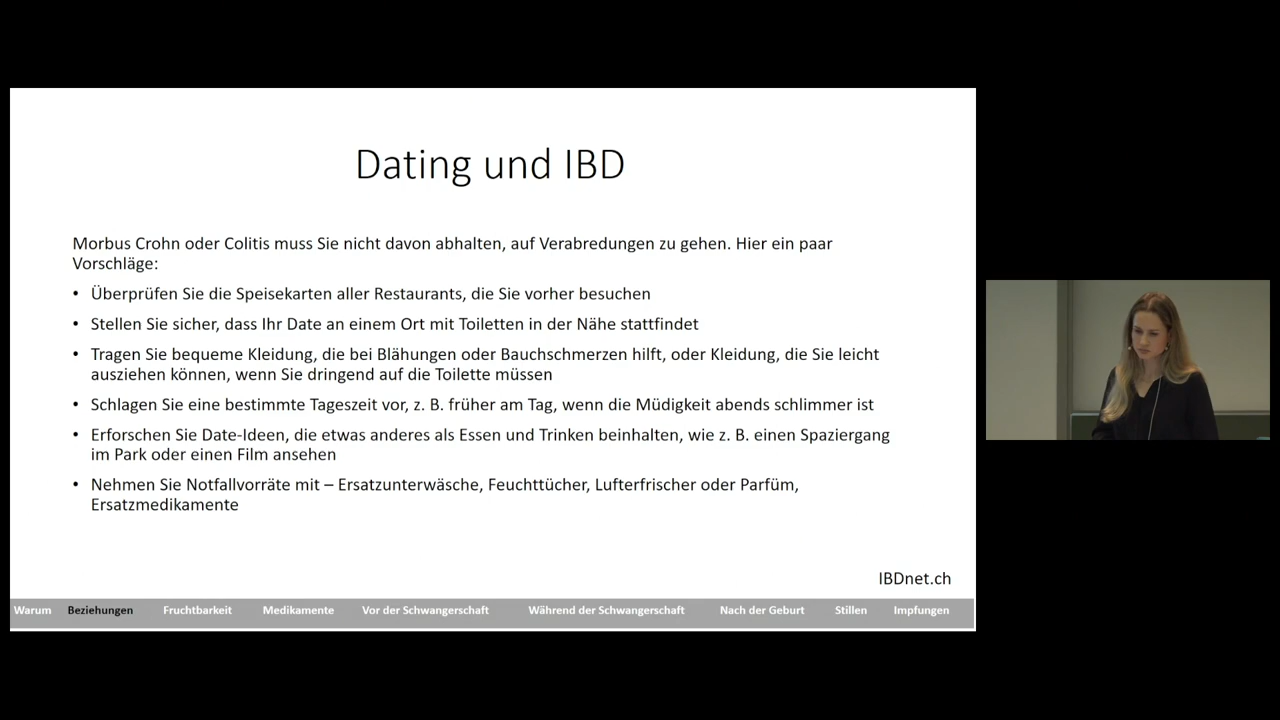 Dating und IBD
Morbus Crohn oder Colitis muss Sie nicht davon abhalten, auf Verabredungen zu gehen. Hier ein paar
Vorschläge:
• Überprüfen Sie die Speisekarten aller Restaurants, die Sie vorher besuchen
• Stellen Sie sicher, dass Ihr Date an einem Ort mit Toiletten in der Nähe stattfindet
• Tragen Sie bequeme Kleidung, die bei Blähungen oder Bauchschmerzen hilft, oder Kleidung, die Sie leicht
ausziehen können, wenn Sie dringend auf die Toilette müssen
• Schlagen Sie eine bestimmte Tageszeit vor, z. B. früher am Tag, wenn die Müdigkeit abends schlimmer ist
• Erforschen Sie Date-Ideen, die etwas anderes als Essen und Trinken beinhalten, wie z. B. einen Spaziergang
im Park oder einen Film ansehen
• Nehmen Sie Notfallvorräte mit – Ersatzunterwäsche, Feuchttücher, Lufterfrischer oder Parfüm,
Ersatzmedikamente
IBDnet.ch
Warum Beziehungen Fruchtbarkeit Medikamente Vor der Schwangerschaft Während der Schwangerschaft Nach der Geburt Stillen Impfungen